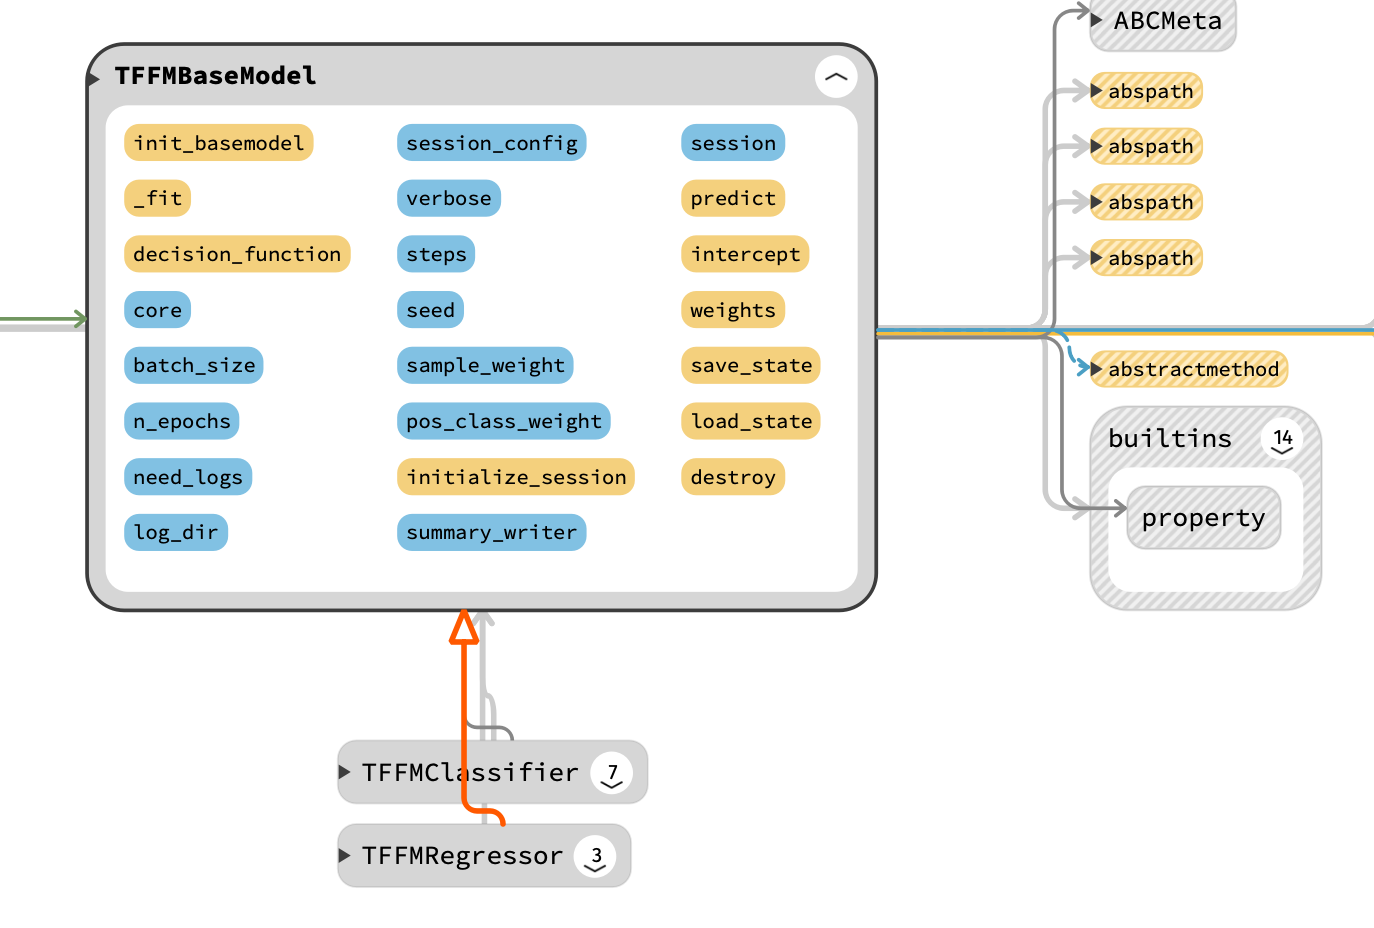 TFFMBaseModel
init_basemodel
_fit
decision_function
core
batch_size
n_epochs
need_logs
log_dir
session_config
verbose
steps
seed
sample_weight
pos_class_weight
initialize_session
summary_writer
session
predict
intercept
weights
save_state
load_state
destroy
TFFMClassifier 7
TFFMRegressor 3
ABCMeta
abspath
abspath
abspath
abspath
abstractmethod
builtins 14
property